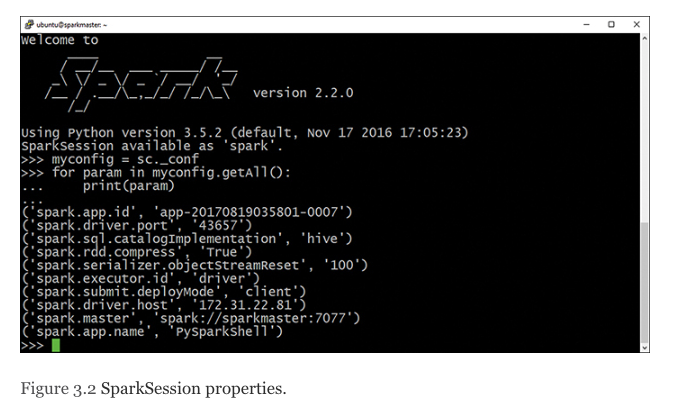 ubuntu@sparkmaster: ~
Welcome to
Spark version 2.2.0
Using Python version 3.5.2 (default, Nov 17 2016 17:05:23)
SparkSession available as 'spark'.
>>> myconfig = sc._conf
>>> for param in myconfig.getAll():
...     print(param)
...
('spark.app.id', 'app-20170819035801-0007')
('spark.driver.port', '43657')
('spark.sql.catalogImplementation', 'hive')
('spark.rdd.compress', 'True')
('spark.serializer.objectStreamReset', '100')
('spark.executor.id', 'driver')
('spark.submit.deployMode', 'client')
('spark.driver.host', '172.31.22.81')
('spark.master', 'spark://sparkmaster:7077')
('spark.app.name', 'PySparkShell')
>>>
Figure 3.2 SparkSession properties.